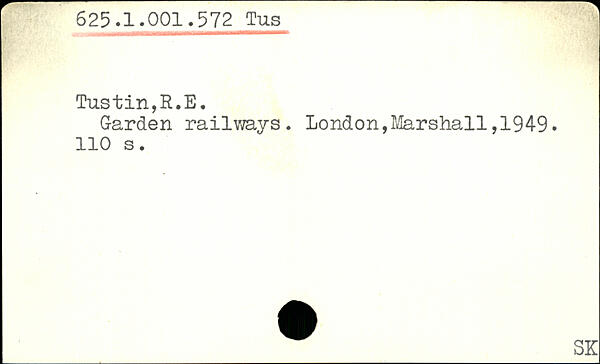 625.1.001.572 Tus
Tustin,R.E.
Garden railways. London,Marshall,1949.
110 s.
SK